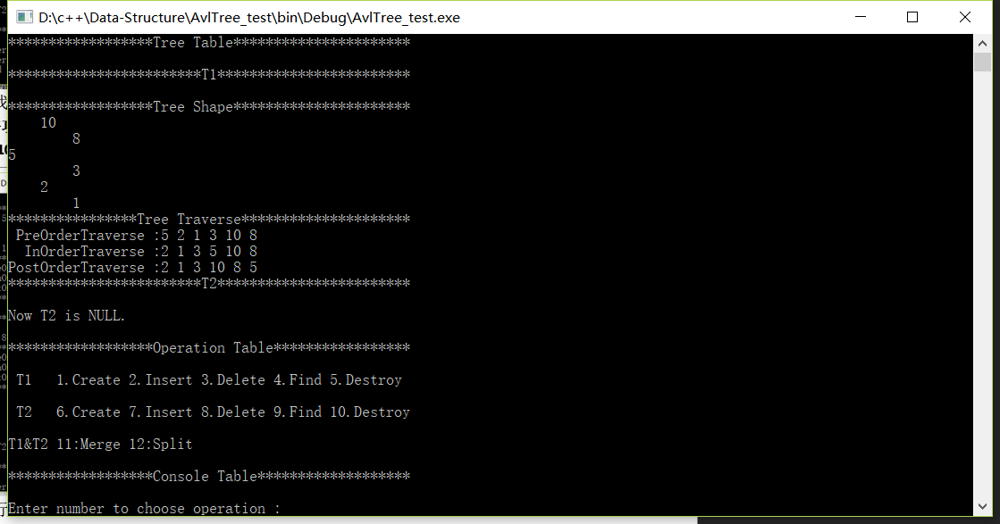 D:\c++\Data-Structure\AvlTree_test\bin\Debug\AvlTree_test.exe
******************Tree Table**********************
************************T1************************
******************Tree Shape**********************
10
8
5
3
2
1
****************Tree Traverse*********************
PreOrderTraverse :5 2 1 3 10 8
InOrderTraverse :2 1 3 5 10 8
PostOrderTraverse :2 1 3 10 8 5
************************T2************************
Now T2 is NULL.
******************Operation Table*****************
T1   1.Create 2.Insert 3.Delete 4.Find 5.Destroy
T2   6.Create 7.Insert 8.Delete 9.Find 10.Destroy
T1&T2 11:Merge 12:Split
******************Console Table*******************
Enter number to choose operation :